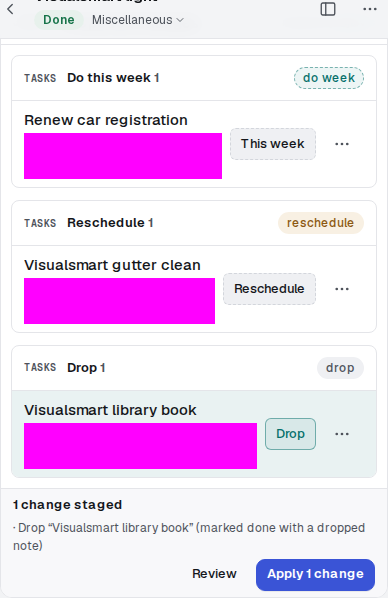 Done Miscellaneous
TASKS Do this week 1 do week
Renew car registration
This week
TASKS Reschedule 1 reschedule
Visualsmart gutter clean
Reschedule
TASKS Drop 1 drop
Visualsmart library book
Drop
1 change staged
· Drop “Visualsmart library book” (marked done with a dropped
note)
Review Apply 1 change